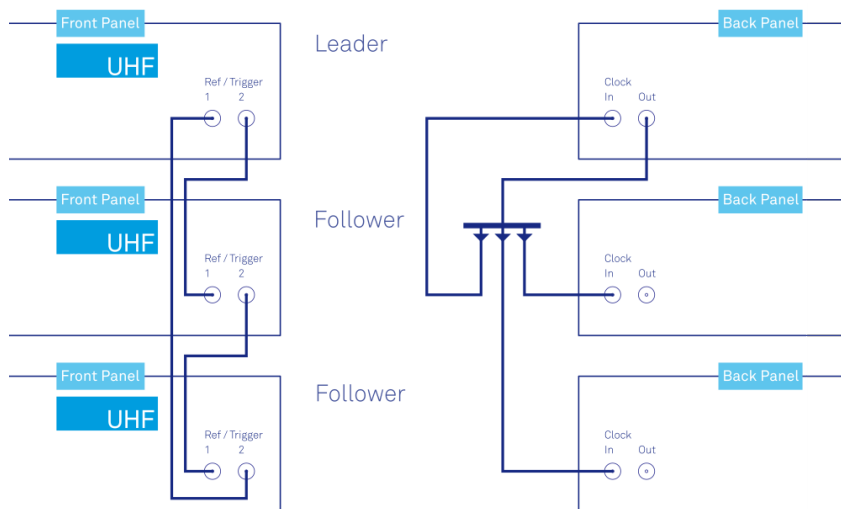 Front Panel
UHF
Ref / Trigger
1 2
Leader
Back Panel
Clock
In Out
Front Panel
UHF
Ref / Trigger
1 2
Follower
Back Panel
Clock
In Out
Front Panel
UHF
Ref / Trigger
1 2
Follower
Back Panel
Clock
In Out